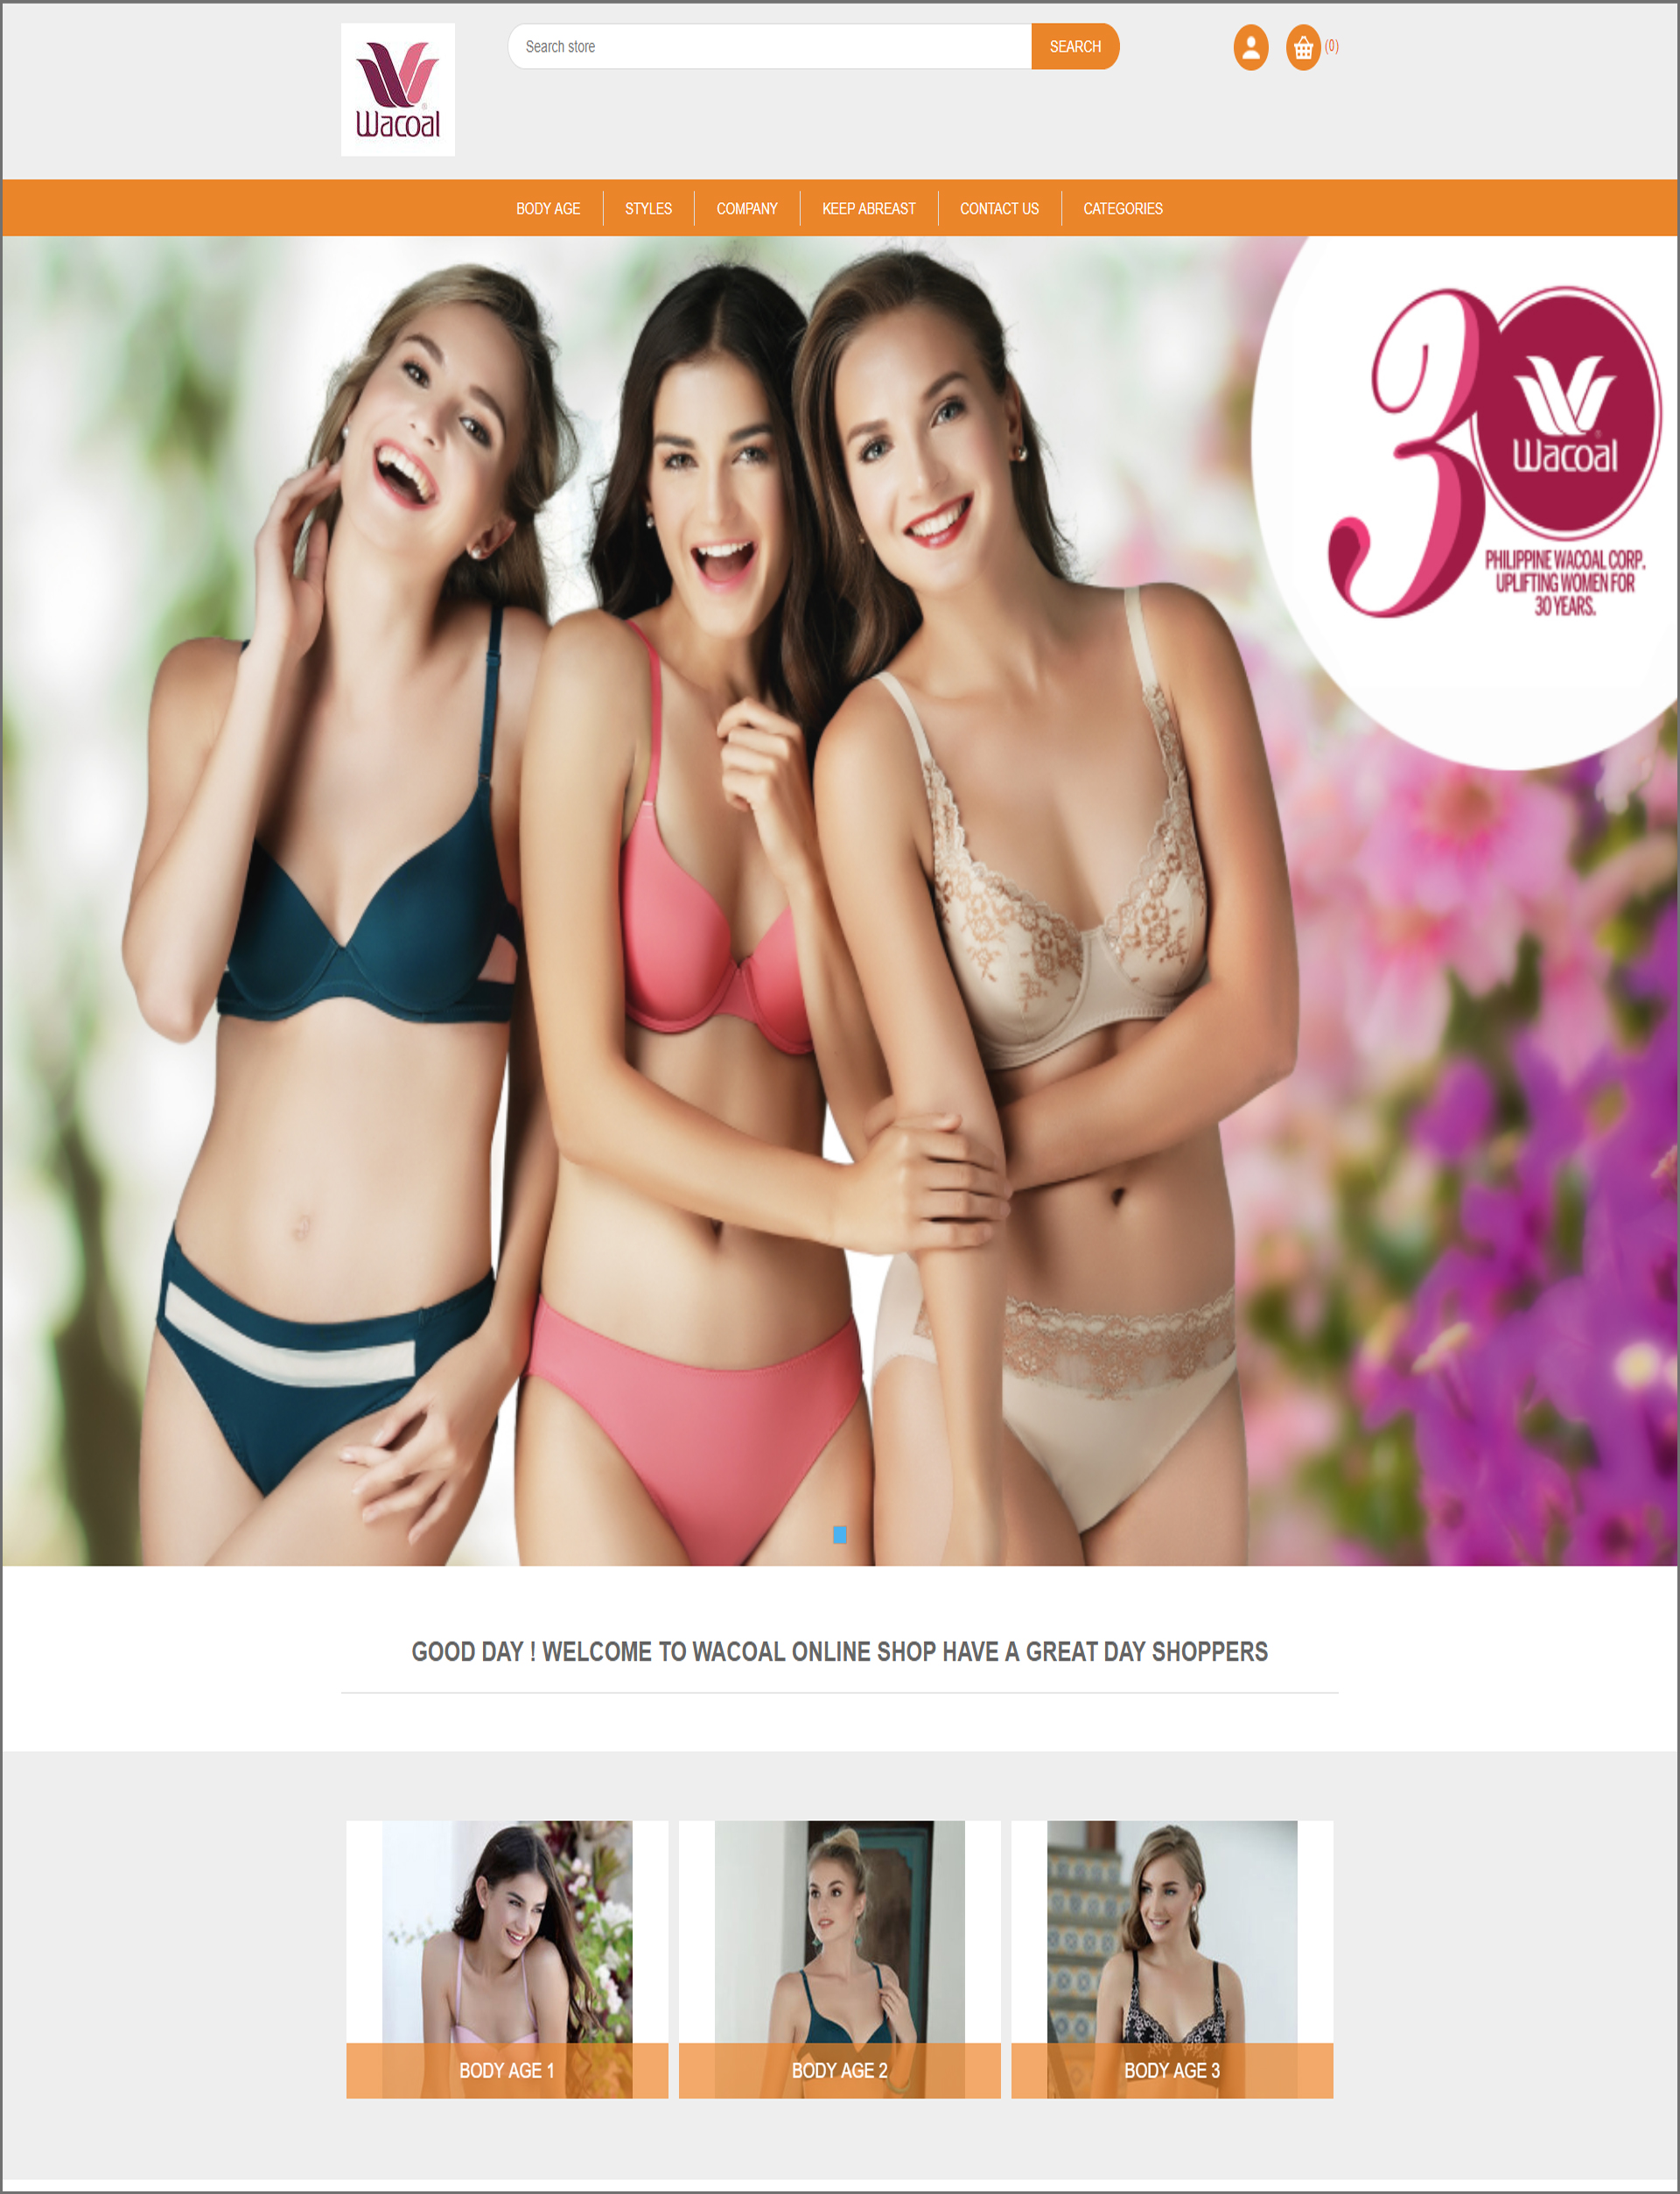 Wacoal
Search store
SEARCH
(0)
BODY AGE
STYLES
COMPANY
KEEP ABREAST
CONTACT US
CATEGORIES
30
Wacoal
PHILIPPINE WACOAL CORP.
UPLIFTING WOMEN FOR
30 YEARS.
GOOD DAY ! WELCOME TO WACOAL ONLINE SHOP HAVE A GREAT DAY SHOPPERS
BODY AGE 1
BODY AGE 2
BODY AGE 3